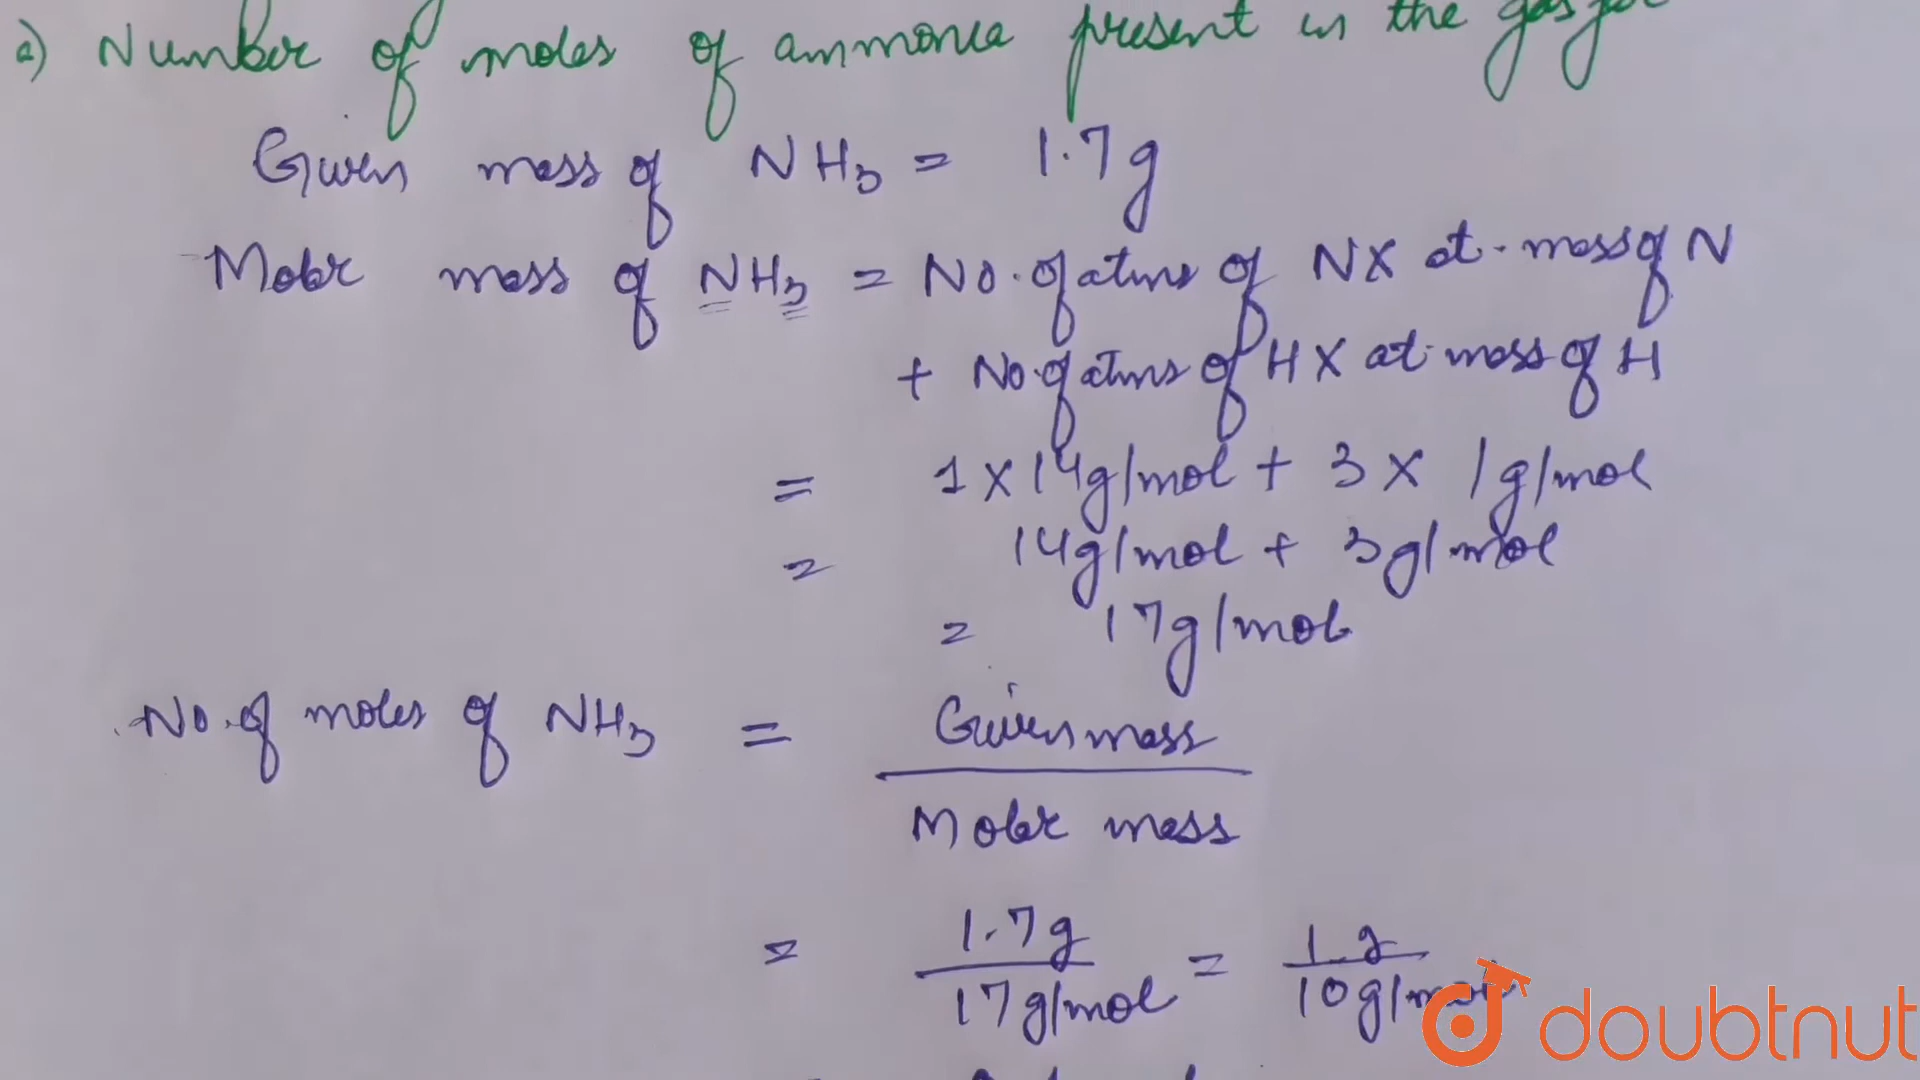 a) Number of moles of ammonia present in the gas jar
Given mass of NH3 = 1.7g
Molar mass of NH3 = No. of atoms of N X at. mass of N
+ No. of atoms of H X at. mass of H
= 1 X 14g/mol + 3 X 1g/mol
= 14g/mol + 3g/mol
= 17g/mol
No. of moles of NH3 = Given mass
Molar mass
= 1.7g = 1g
17g/mol 10g/mol
doubtnut